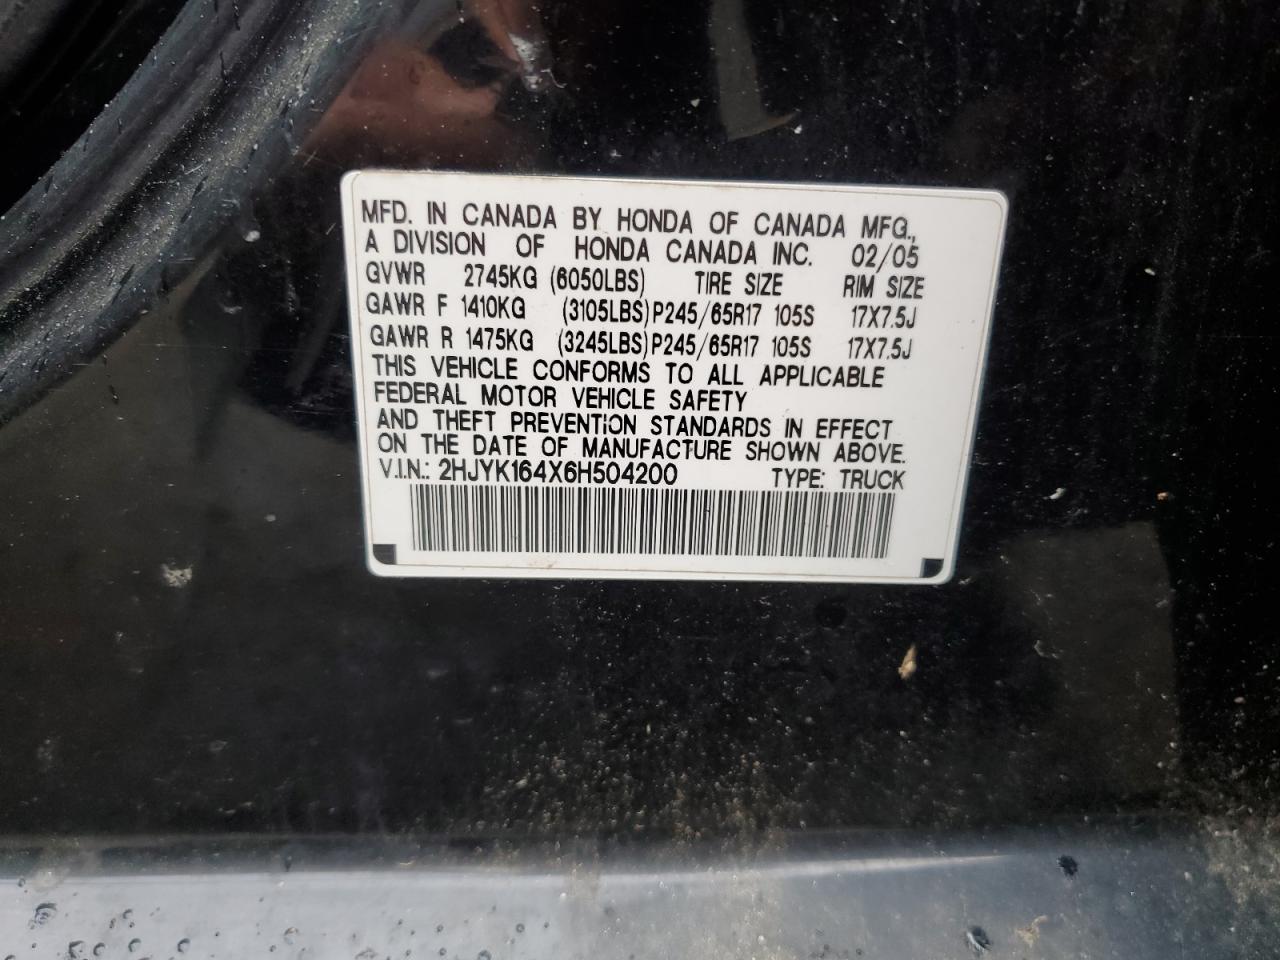 MFD. IN CANADA BY HONDA OF CANADA MFG.,
A DIVISION OF HONDA CANADA INC. 02/05
GVWR 2745KG (6050LBS) TIRE SIZE RIM SIZE
GAWR F 1410KG (3105LBS) P245/65R17 105S 17X7.5J
GAWR R 1475KG (3245LBS) P245/65R17 105S 17X7.5J
THIS VEHICLE CONFORMS TO ALL APPLICABLE
FEDERAL MOTOR VEHICLE SAFETY
AND THEFT PREVENTION STANDARDS IN EFFECT
ON THE DATE OF MANUFACTURE SHOWN ABOVE.
V.I.N.: 2HJYK164X6H504200 TYPE: TRUCK